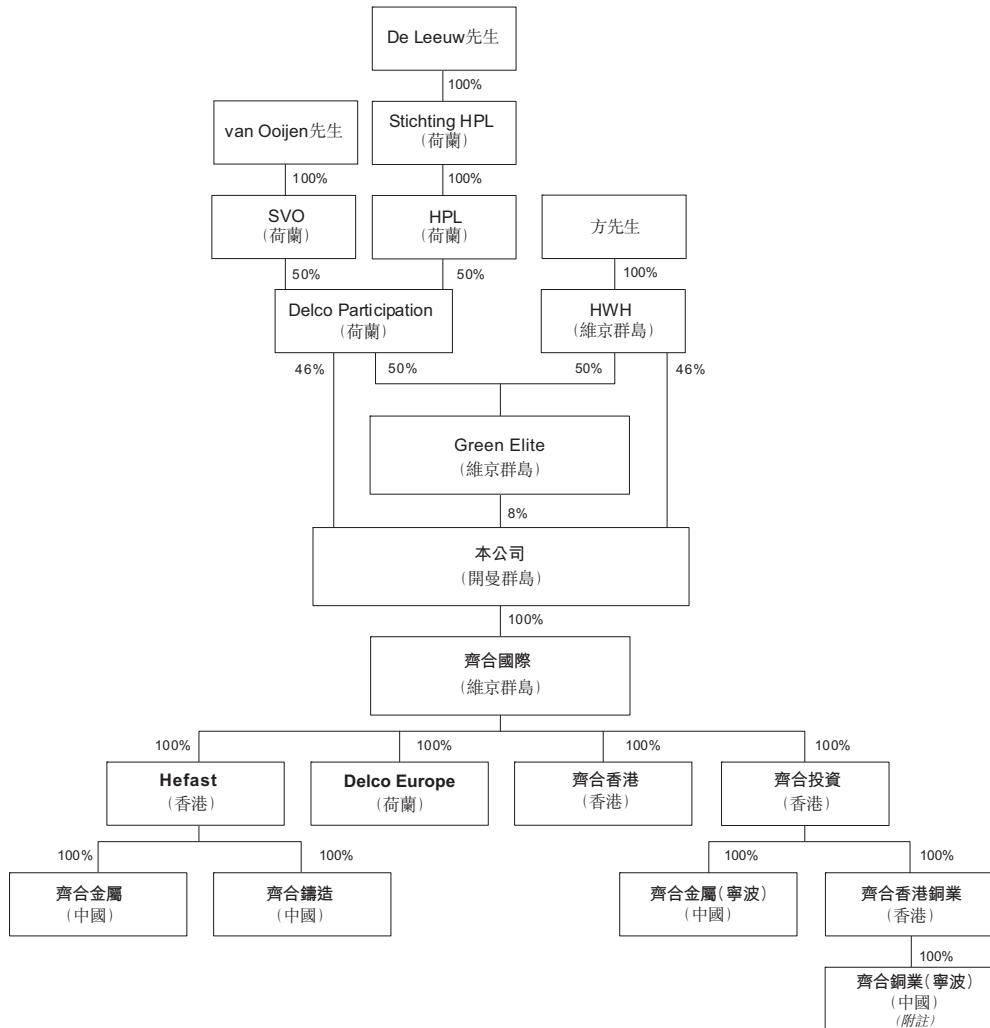 De Leeuw先生
100%
van Ooijen先生
Stichting HPL
(荷蘭)
100%
100%
SVO
(荷蘭)
HPL
(荷蘭)
方先生
50%
50%
100%
Delco Participation
(荷蘭)
HWH
(維京群島)
46%
50%
50%
46%
Green Elite
(維京群島)
8%
本公司
(開曼群島)
100%
齊合國際
(維京群島)
100%
100%
100%
100%
Hefast
(香港)
Delco Europe
(荷蘭)
齊合香港
(香港)
齊合投資
(香港)
100%
100%
100%
100%
齊合金屬
(中國)
齊合鑄造
(中國)
齊合金屬(寧波)
(中國)
齊合香港銅業
(香港)
100%
齊合銅業(寧波)
(中國)
(附註)